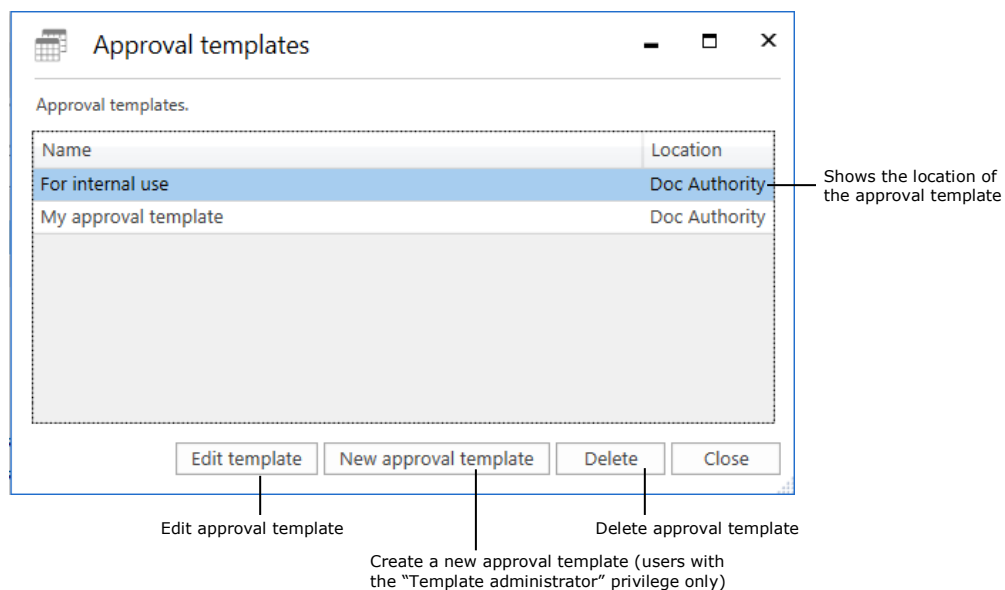 Approval templates
Approval templates.
Name Location
For internal use Doc Authority
My approval template Doc Authority
Shows the location of
the approval template
Edit template New approval template Delete Close
Edit approval template Delete approval template
Create a new approval template (users with
the “Template administrator” privilege only)